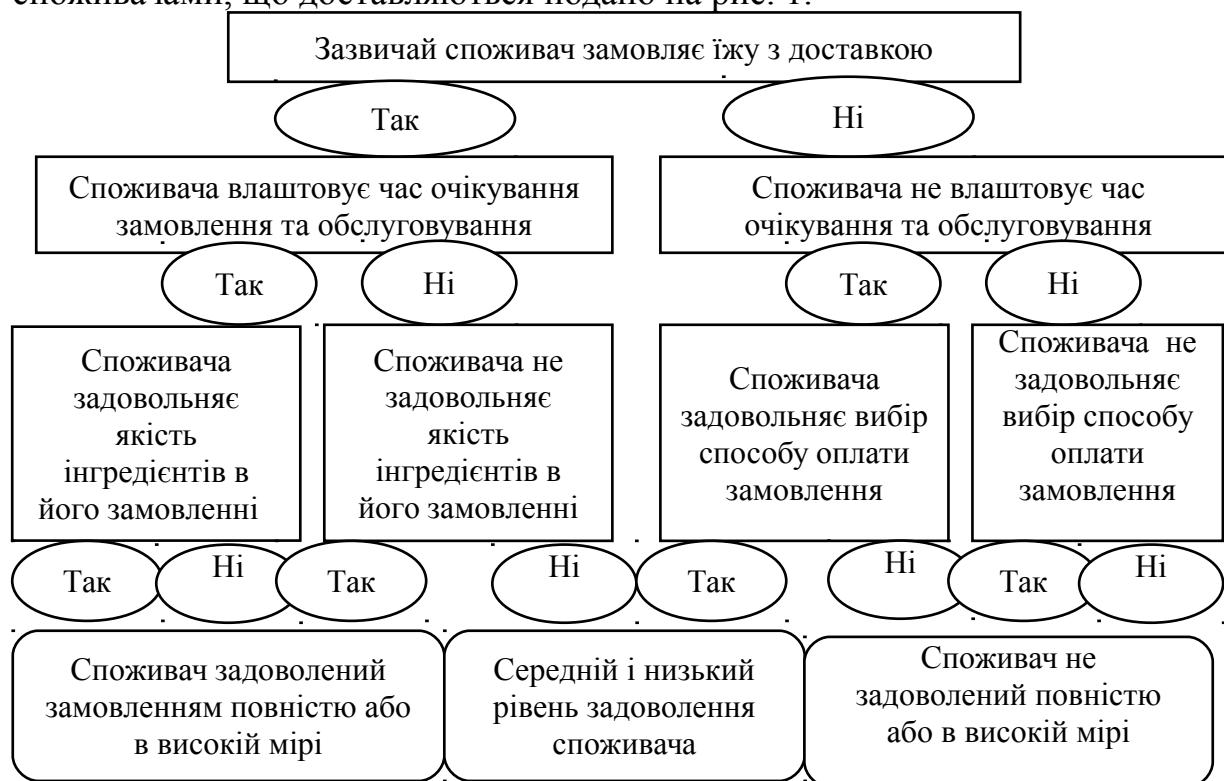 споживачами, що доставляються подано на рис. 1.
Зазвичай споживач замовляє їжу з доставкою
Так
Ні
Споживача влаштовує час очікування
замовлення та обслуговування
Споживача не влаштовує час
очікування та обслуговування
Так
Ні
Так
Ні
Споживача
задовольняє
якість
інгредієнтів в
його замовленні
Споживача не
задовольняє
якість
інгредієнтів в
його замовленні
Споживача
задовольняє вибір
способу оплати
замовлення
Споживача не
задовольняє
вибір способу
оплати
замовлення
Так
Ні
Так
Ні
Так
Ні
Так
Ні
Споживач задоволений
замовленням повністю або
в високій мірі
Середній і низький
рівень задоволення
споживача
Споживач не
задоволений повністю
або в високій мірі